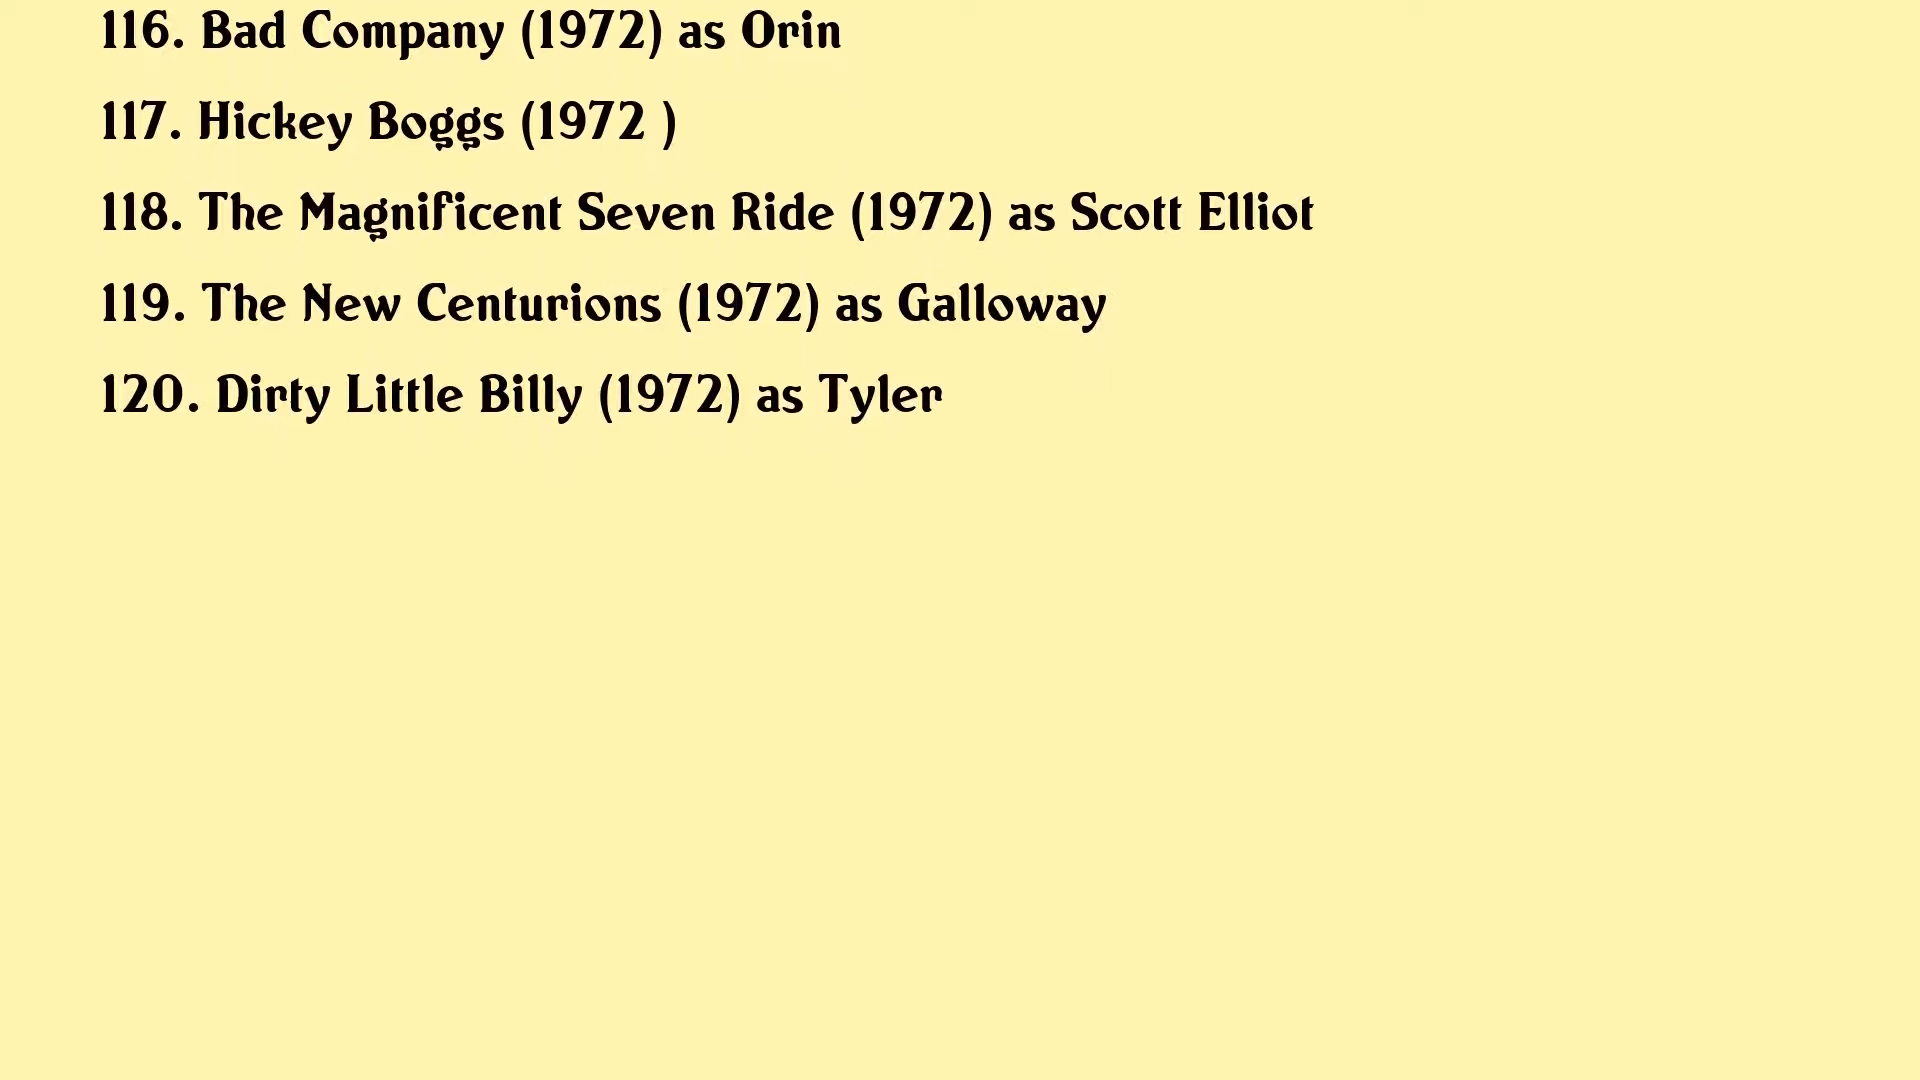 116. Bad Company (1972) as Orin
117. Hickey Boggs (1972 )
118. The Magnificent Seven Ride (1972) as Scott Elliot
119. The New Centurions (1972) as Galloway
120. Dirty Little Billy (1972) as Tyler